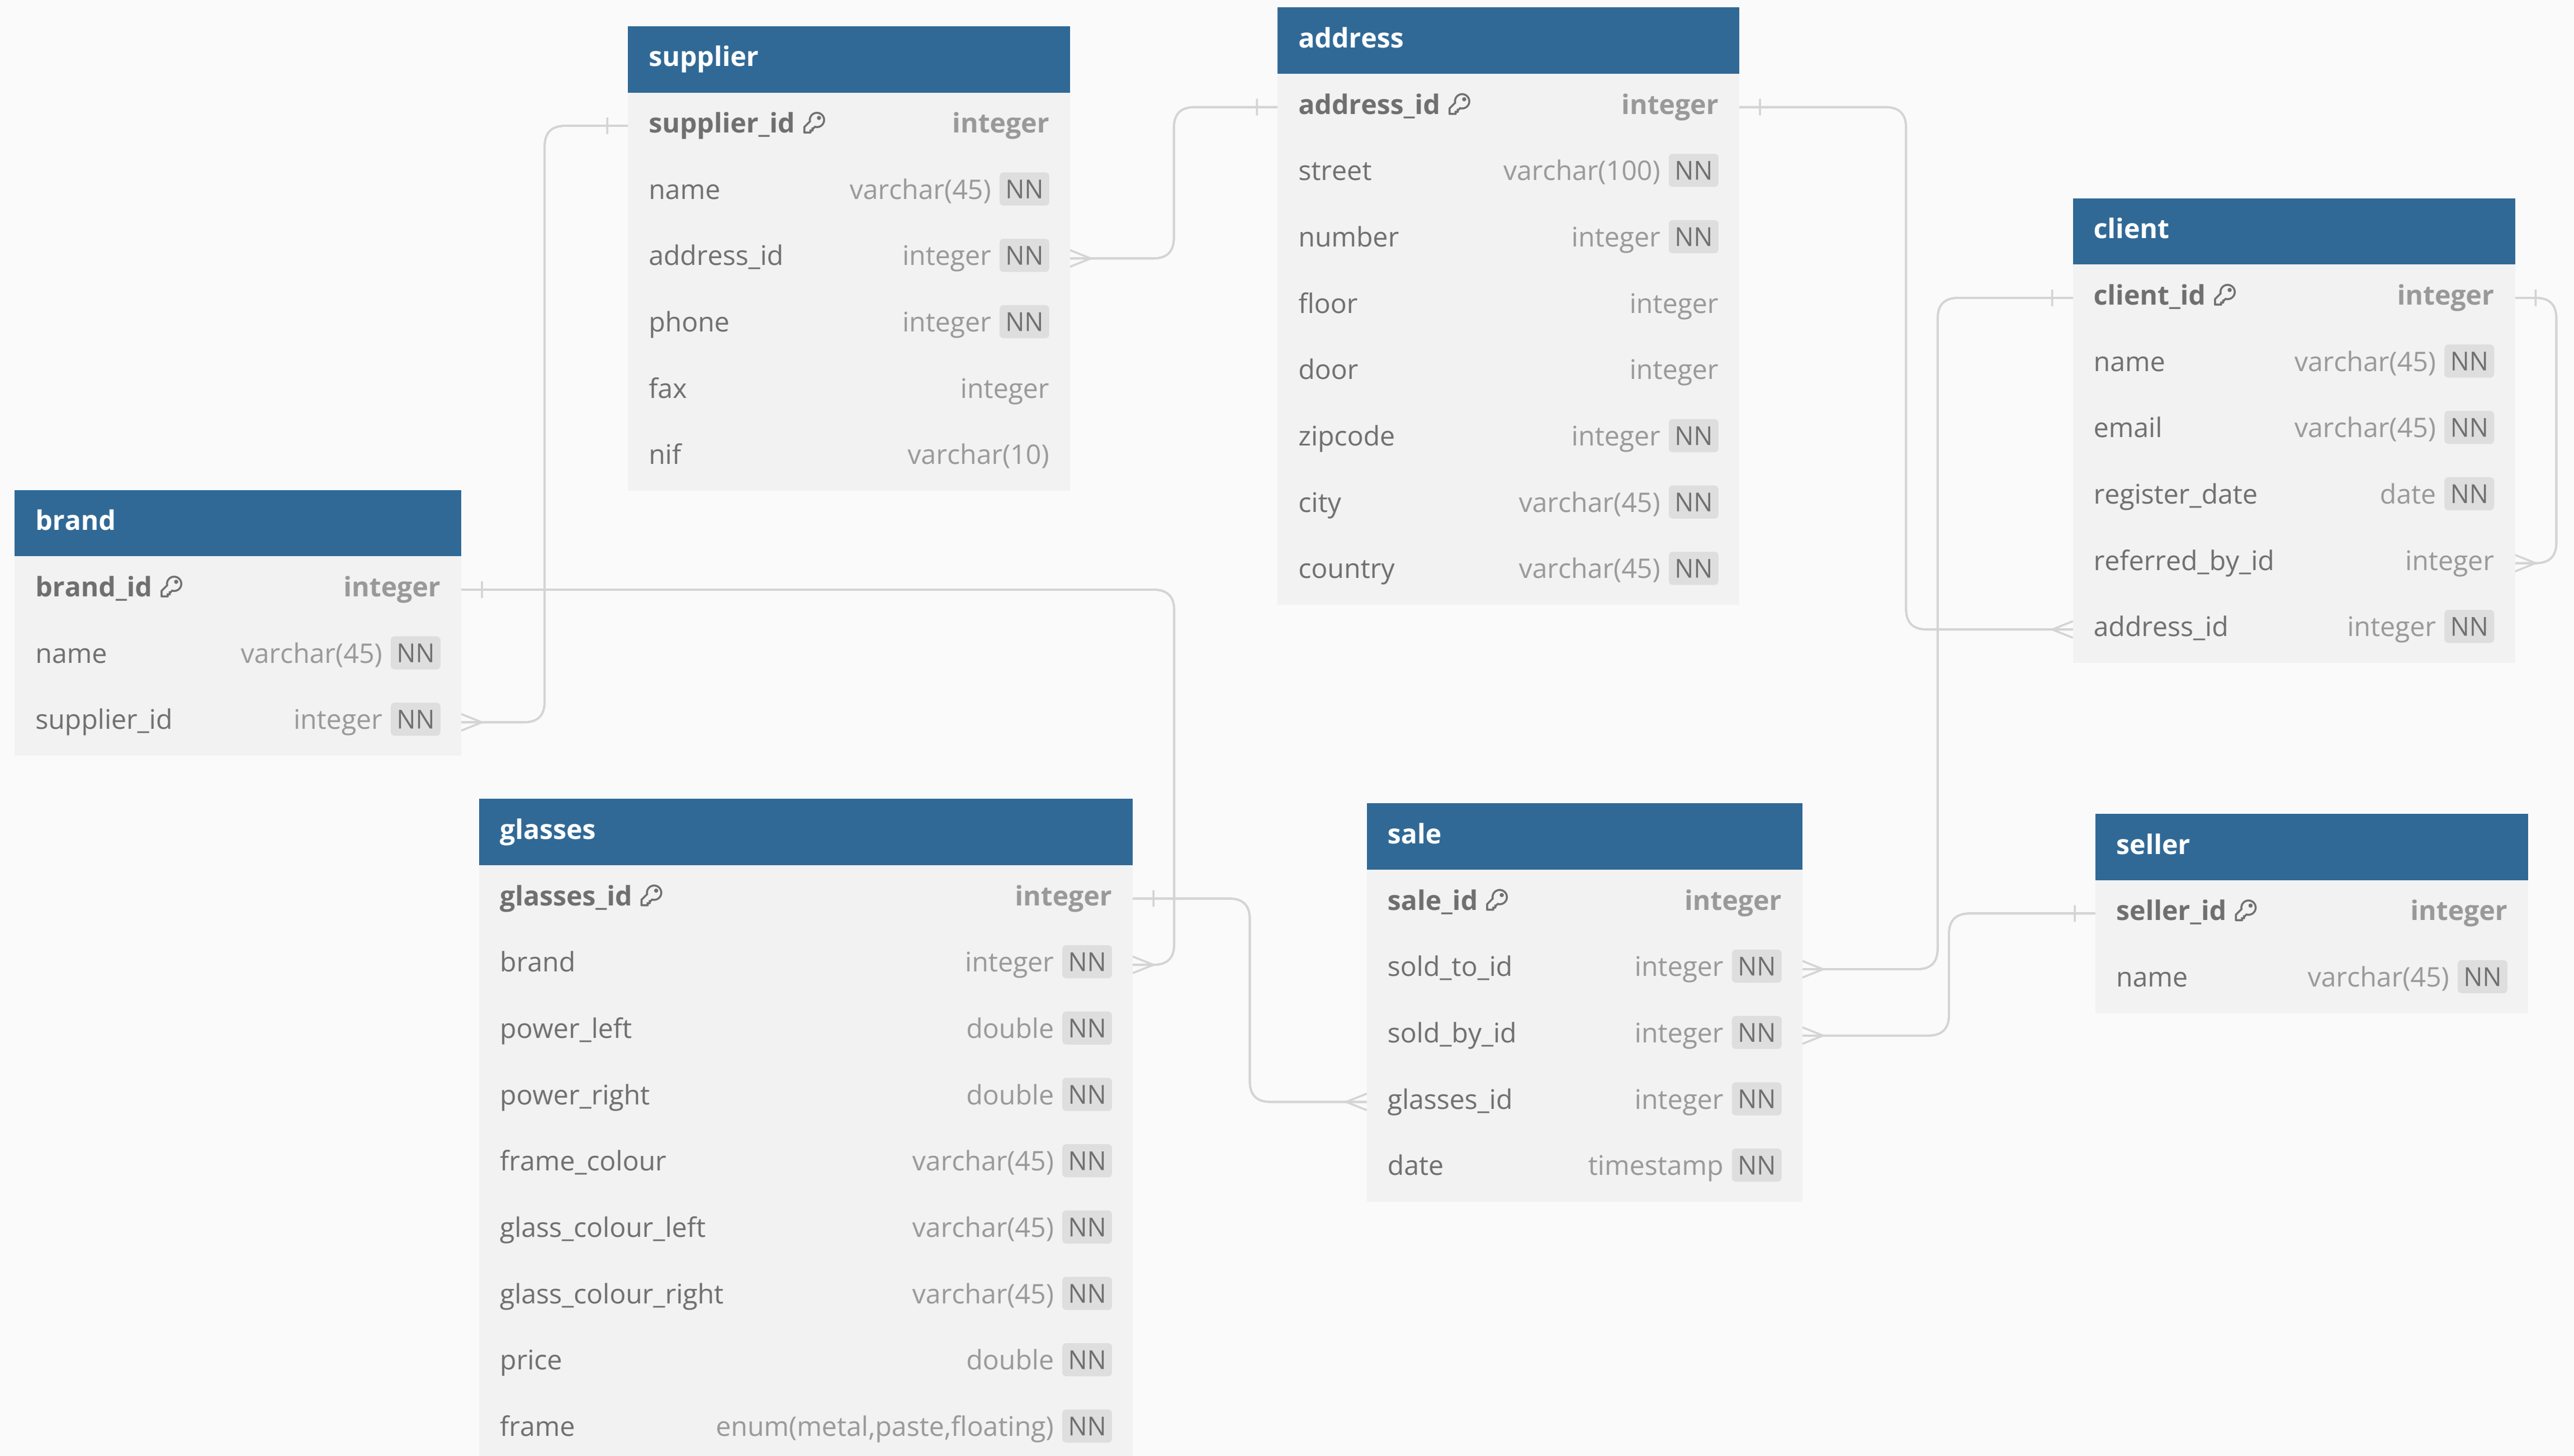 supplier
supplier_id integer
name varchar(45) NN
address_id integer NN
phone integer NN
fax integer
nif varchar(10)
address
address_id integer
street varchar(100) NN
number integer NN
floor integer
door integer
zipcode integer NN
city varchar(45) NN
country varchar(45) NN
client
client_id integer
name varchar(45) NN
email varchar(45) NN
register_date date NN
referred_by_id integer
address_id integer NN
brand
brand_id integer
name varchar(45) NN
supplier_id integer NN
glasses
glasses_id integer
brand integer NN
power_left double NN
power_right double NN
frame_colour varchar(45) NN
glass_colour_left varchar(45) NN
glass_colour_right varchar(45) NN
price double NN
frame enum(metal,paste,floating) NN
sale
sale_id integer
sold_to_id integer NN
sold_by_id integer NN
glasses_id integer NN
date timestamp NN
seller
seller_id integer
name varchar(45) NN